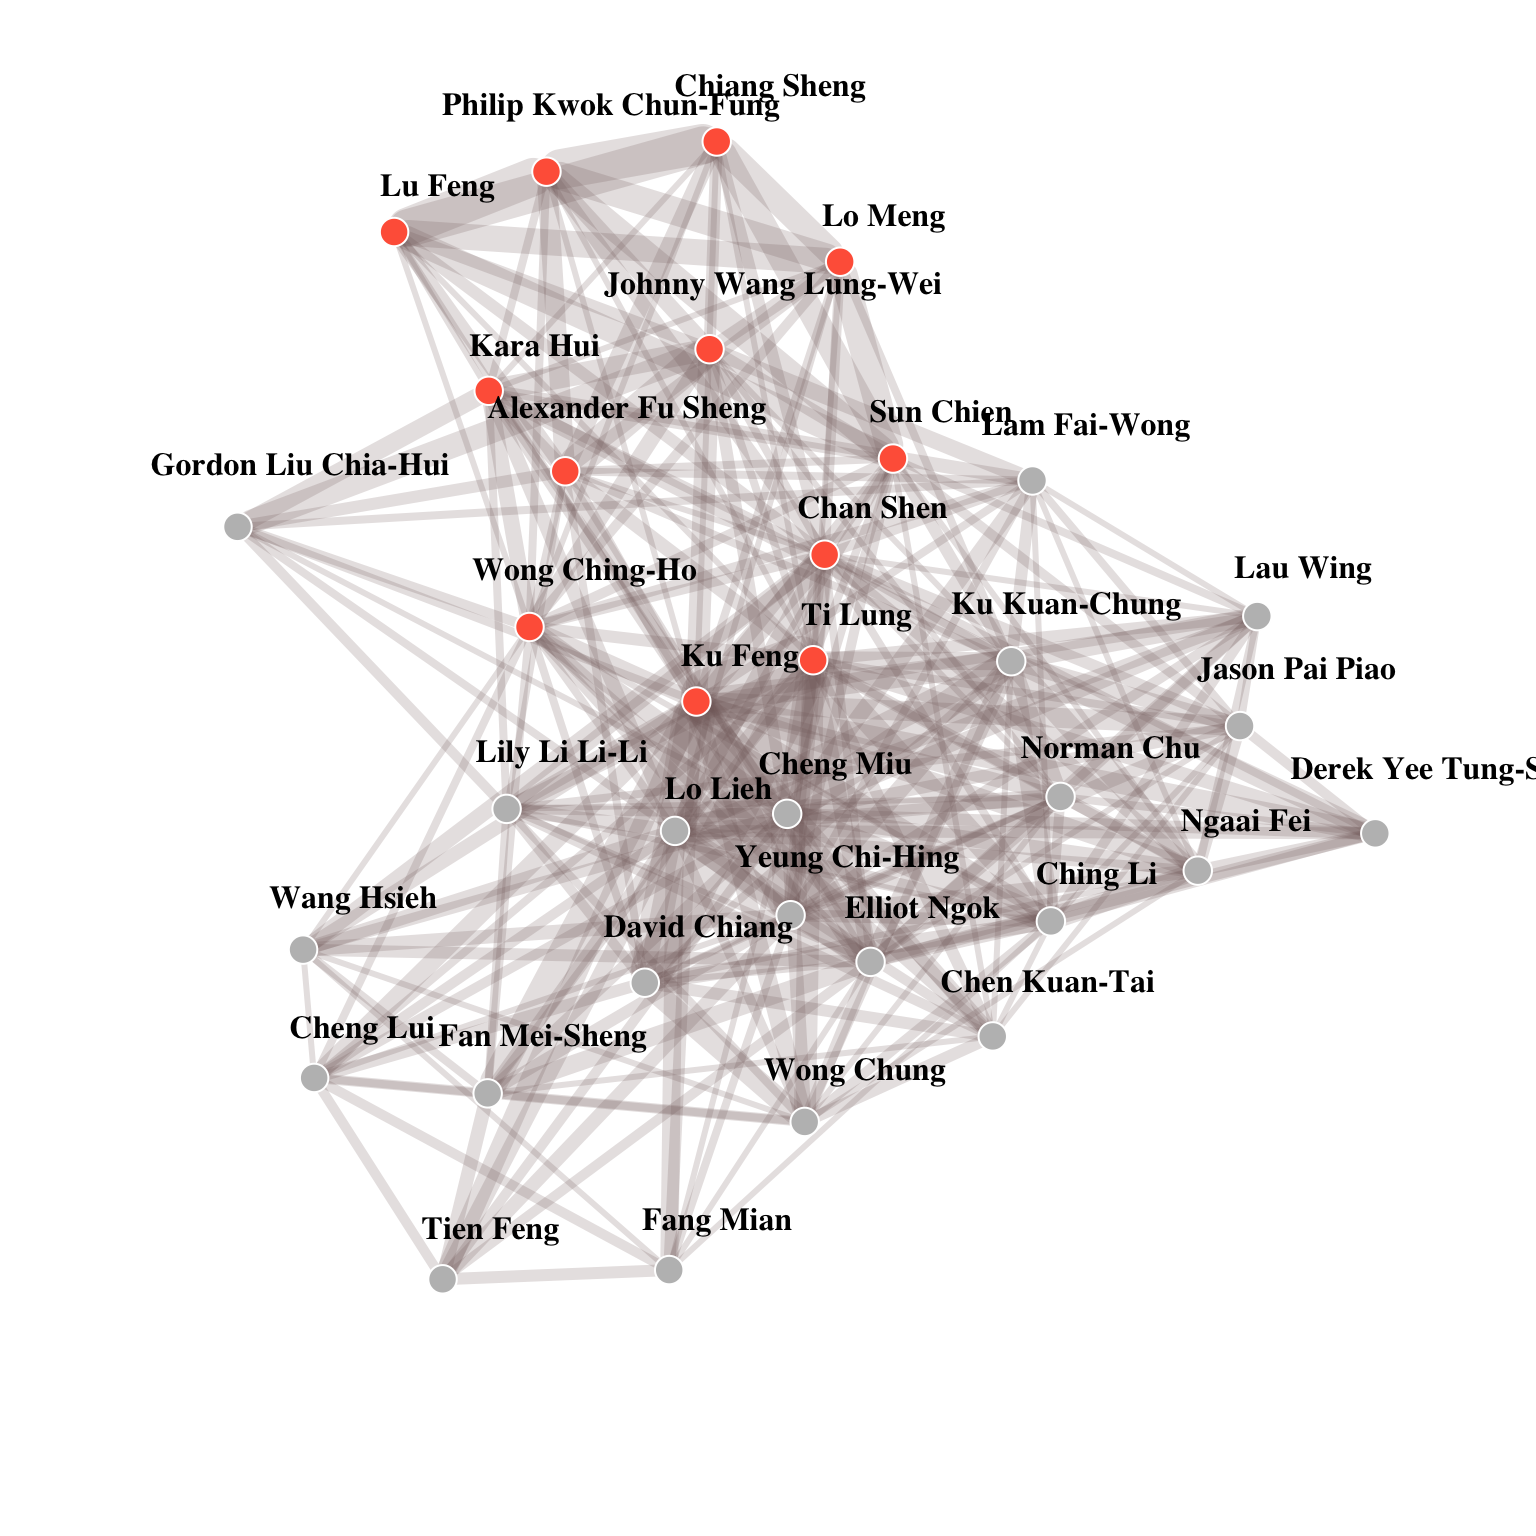 Chiang Sheng
Philip Kwok Chun-Fung
Lu Feng
Lo Meng
Johnny Wang Lung-Wei
Kara Hui
Alexander Fu Sheng
Sun Chien
Lam Fai-Wong
Gordon Liu Chia-Hui
Chan Shen
Wong Ching-Ho
Lau Wing
Ku Kuan-Chung
Ti Lung
Ku Feng
Jason Pai Piao
Lily Li Li-Li
Norman Chu
Cheng Miu
Derek Yee Tung-S
Lo Lieh
Ngaai Fei
Yeung Chi-Hing
Ching Li
Wang Hsieh
Elliot Ngok
David Chiang
Chen Kuan-Tai
Cheng Lui
Fan Mei-Sheng
Wong Chung
Fang Mian
Tien Feng